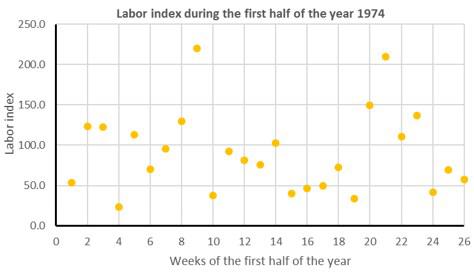 Labor index during the first half of the year 1974
250.0
200.0
150.0
100.0
50.0
0.0
Labor index
0 2 4 6 8 10 12 14 16 18 20 22 24 26
Weeks of the first half of the year